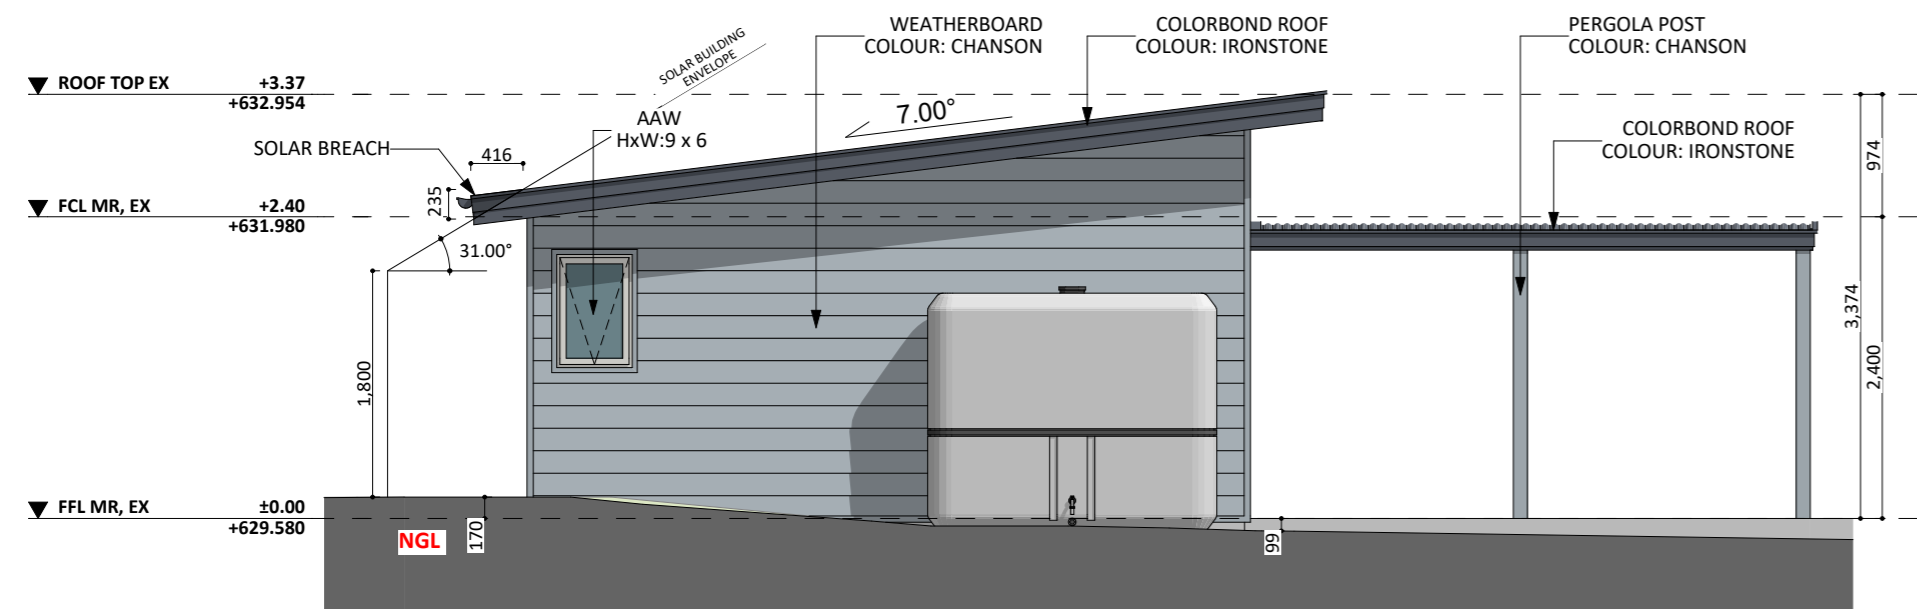 WEATHERBOARD
COLOUR: CHANSON
COLORBOND ROOF
COLOUR: IRONSTONE
PERGOLA POST
COLOUR: CHANSON
SOLAR BUILDING
ENVELOPE
ROOF TOP EX +3.37
+632.954
AAW
HxW:9 x 6
7.00°
COLORBOND ROOF
COLOUR: IRONSTONE
974
SOLAR BREACH
416
235
FCL MR, EX +2.40
+631.980
31.00°
3,374
2,400
1,800
FFL MR, EX ±0.00
+629.580
NGL
170
99